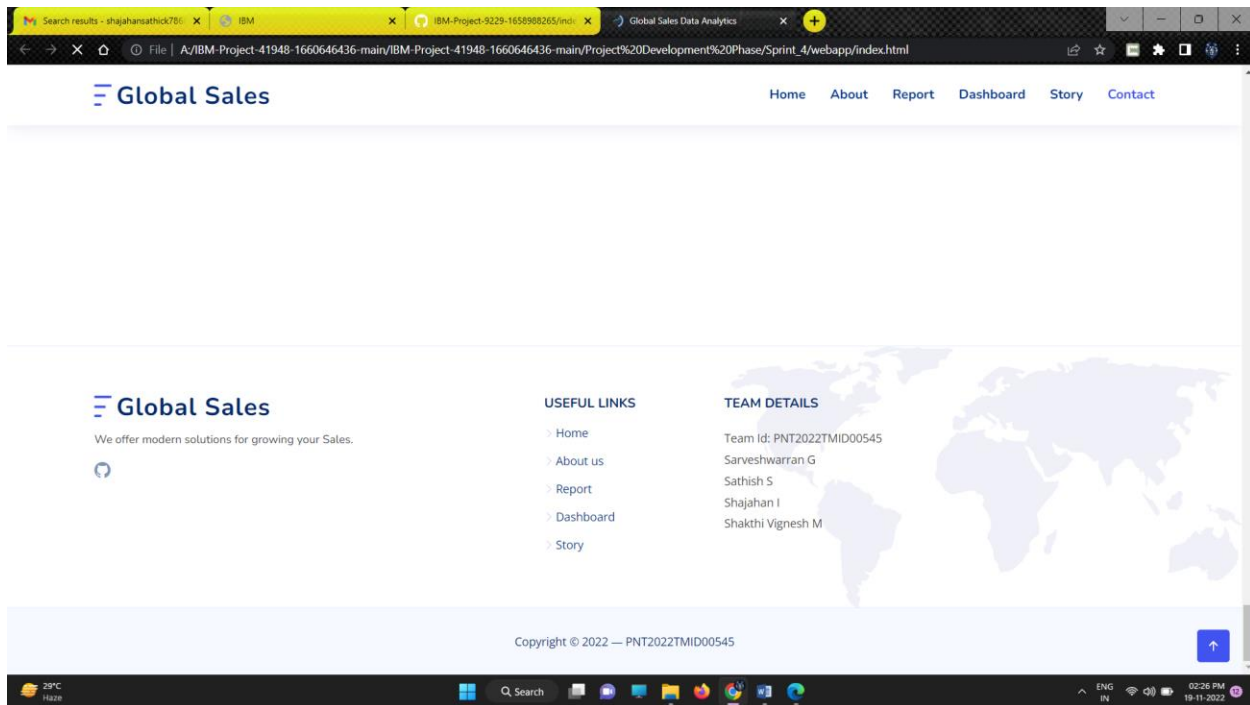 Search results - shajahansathick786
IBM
IBM-Project-9229-1658988265/inde
Global Sales Data Analytics
File | A:/IBM-Project-41948-1660646436-main/IBM-Project-41948-1660646436-main/Project%20Development%20Phase/Sprint_4/webapp/index.html
Global Sales
Home About Report Dashboard Story Contact
Global Sales
We offer modern solutions for growing your Sales.
USEFUL LINKS
Home
About us
Report
Dashboard
Story
TEAM DETAILS
Team Id: PNT2022TMID00545
Sarveshwarran G
Sathish S
Shajahan I
Shakthi Vignesh M
Copyright © 2022 — PNT2022TMID00545
29°C
Haze
Search
ENG
IN
02:26 PM
19-11-2022
12